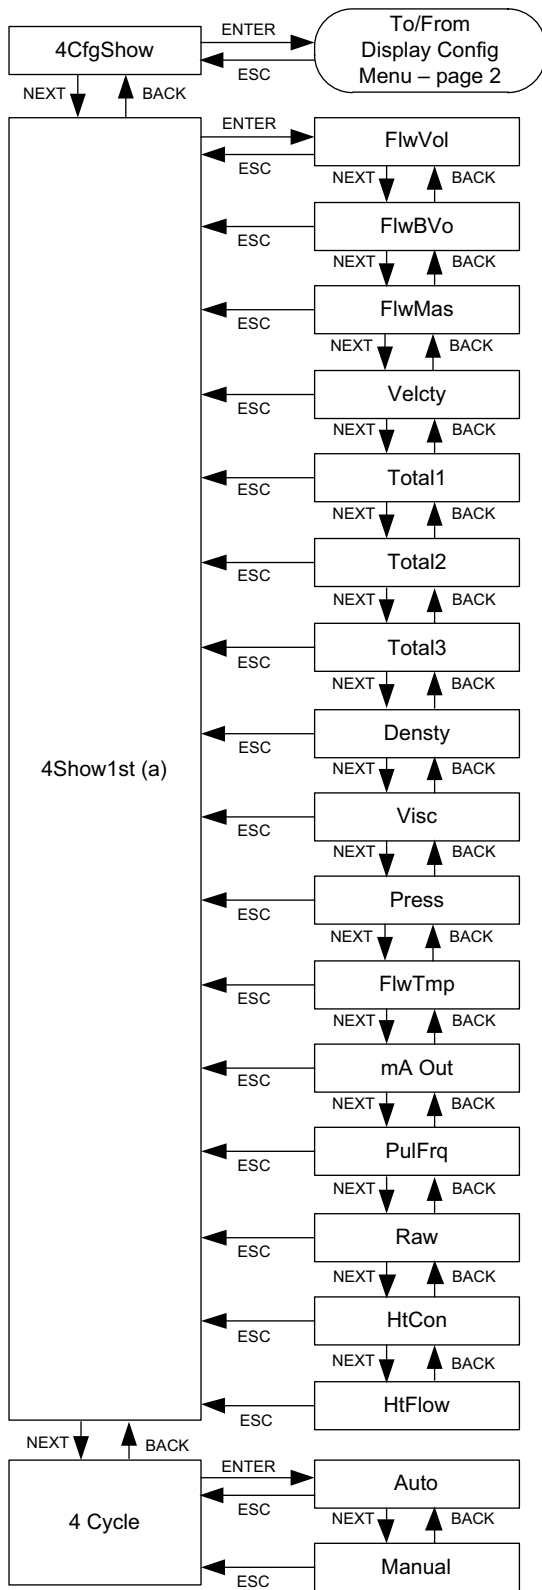 4CfgShow
ENTER
ESC
To/From
Display Config
Menu – page 2
NEXT
BACK
4Show1st (a)
ENTER
ESC
FlwVol
NEXT
BACK
ESC
FlwBVo
NEXT
BACK
ESC
FlwMas
NEXT
BACK
ESC
Velcty
NEXT
BACK
ESC
Total1
NEXT
BACK
ESC
Total2
NEXT
BACK
ESC
Total3
NEXT
BACK
ESC
Densty
NEXT
BACK
ESC
Visc
NEXT
BACK
ESC
Press
NEXT
BACK
ESC
FlwTmp
NEXT
BACK
ESC
mA Out
NEXT
BACK
ESC
PulFrq
NEXT
BACK
ESC
Raw
NEXT
BACK
ESC
HtCon
NEXT
BACK
ESC
HtFlow
NEXT
BACK
4 Cycle
ENTER
ESC
Auto
NEXT
BACK
ESC
Manual